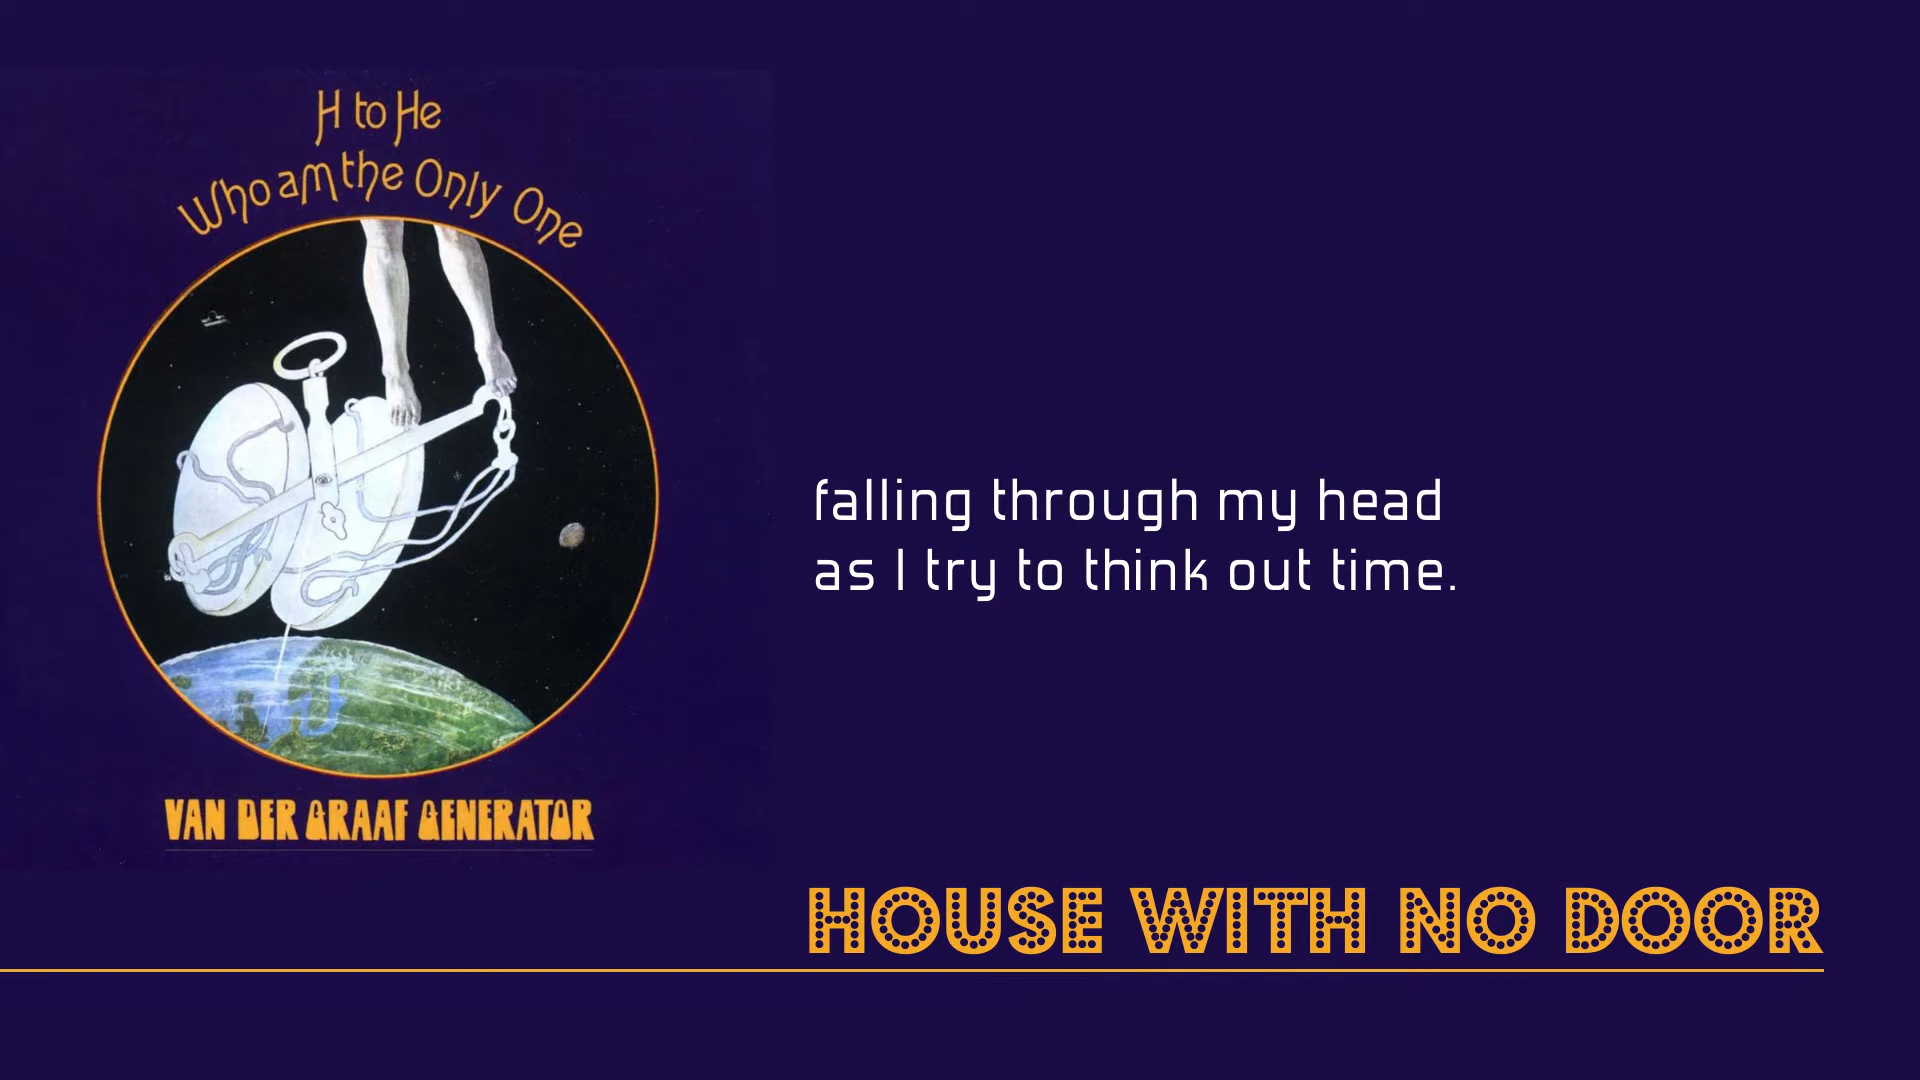 H to He
Who am the Only One
VAN DER GRAAF GENERATOR
falling through my head
as I try to think out time.
HOUSE WITH NO DOOR